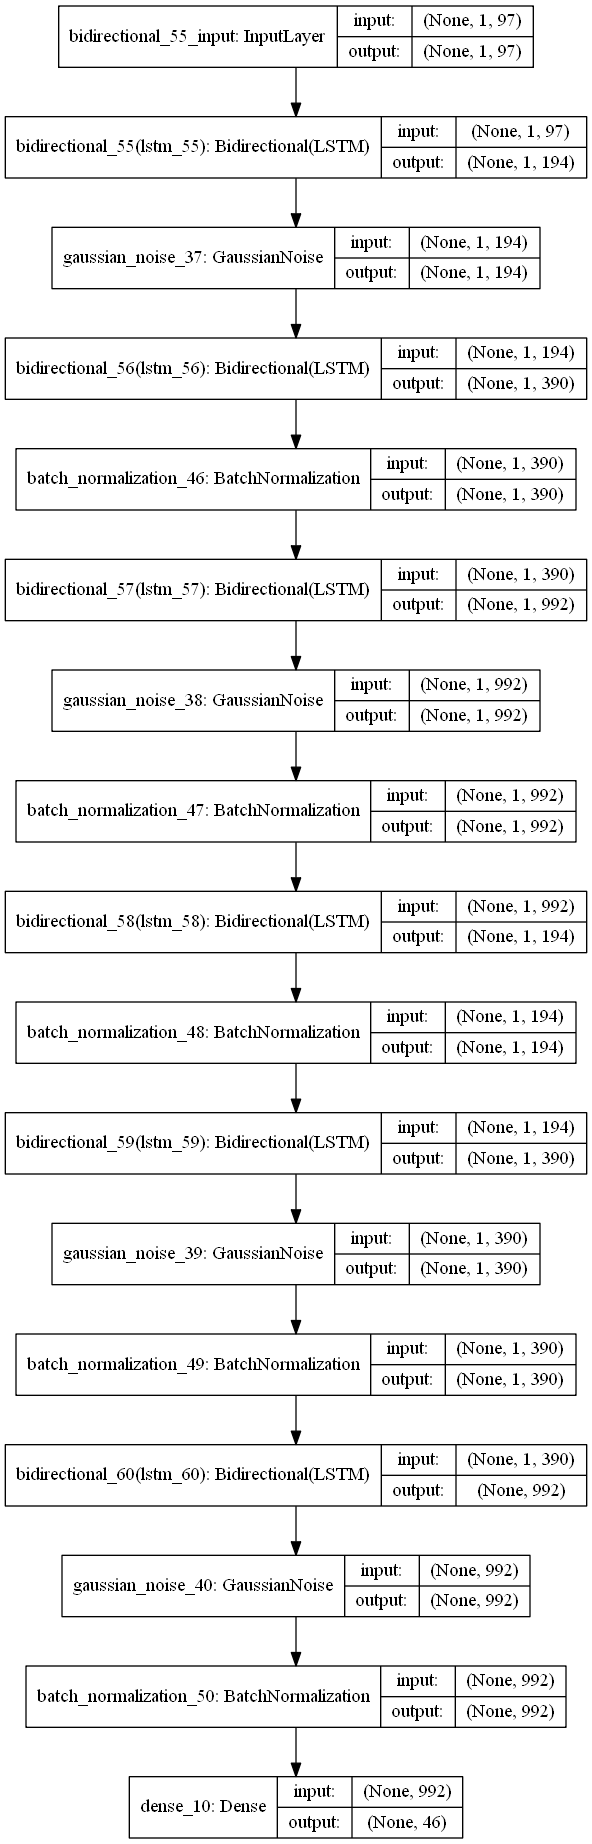 bidirectional_55_input: InputLayer
input:
(None, 1, 97)
output:
(None, 1, 97)
bidirectional_55(lstm_55): Bidirectional(LSTM)
input:
(None, 1, 97)
output:
(None, 1, 194)
gaussian_noise_37: GaussianNoise
input:
(None, 1, 194)
output:
(None, 1, 194)
bidirectional_56(lstm_56): Bidirectional(LSTM)
input:
(None, 1, 194)
output:
(None, 1, 390)
batch_normalization_46: BatchNormalization
input:
(None, 1, 390)
output:
(None, 1, 390)
bidirectional_57(lstm_57): Bidirectional(LSTM)
input:
(None, 1, 390)
output:
(None, 1, 992)
gaussian_noise_38: GaussianNoise
input:
(None, 1, 992)
output:
(None, 1, 992)
batch_normalization_47: BatchNormalization
input:
(None, 1, 992)
output:
(None, 1, 992)
bidirectional_58(lstm_58): Bidirectional(LSTM)
input:
(None, 1, 992)
output:
(None, 1, 194)
batch_normalization_48: BatchNormalization
input:
(None, 1, 194)
output:
(None, 1, 194)
bidirectional_59(lstm_59): Bidirectional(LSTM)
input:
(None, 1, 194)
output:
(None, 1, 390)
gaussian_noise_39: GaussianNoise
input:
(None, 1, 390)
output:
(None, 1, 390)
batch_normalization_49: BatchNormalization
input:
(None, 1, 390)
output:
(None, 1, 390)
bidirectional_60(lstm_60): Bidirectional(LSTM)
input:
(None, 1, 390)
output:
(None, 992)
gaussian_noise_40: GaussianNoise
input:
(None, 992)
output:
(None, 992)
batch_normalization_50: BatchNormalization
input:
(None, 992)
output:
(None, 992)
dense_10: Dense
input:
(None, 992)
output:
(None, 46)